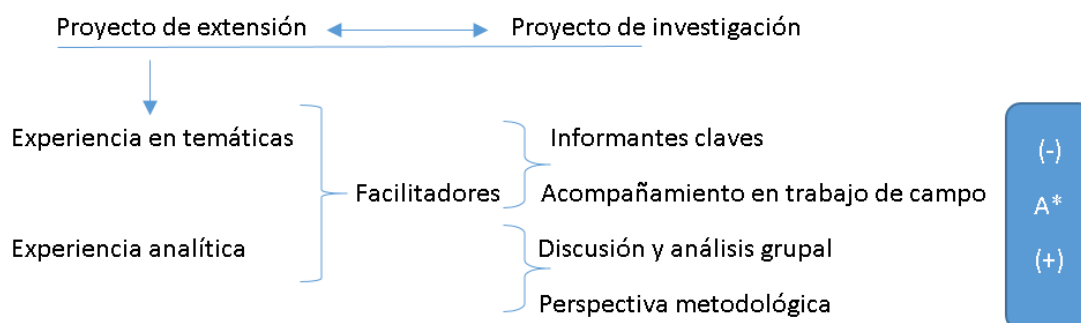 Proyecto de extensión Proyecto de investigación
Experiencia en temáticas
Informantes claves
Facilitadores
Acompañamiento en trabajo de campo
Experiencia analítica
Discusión y análisis grupal
Perspectiva metodológica
(-)
A*
(+)